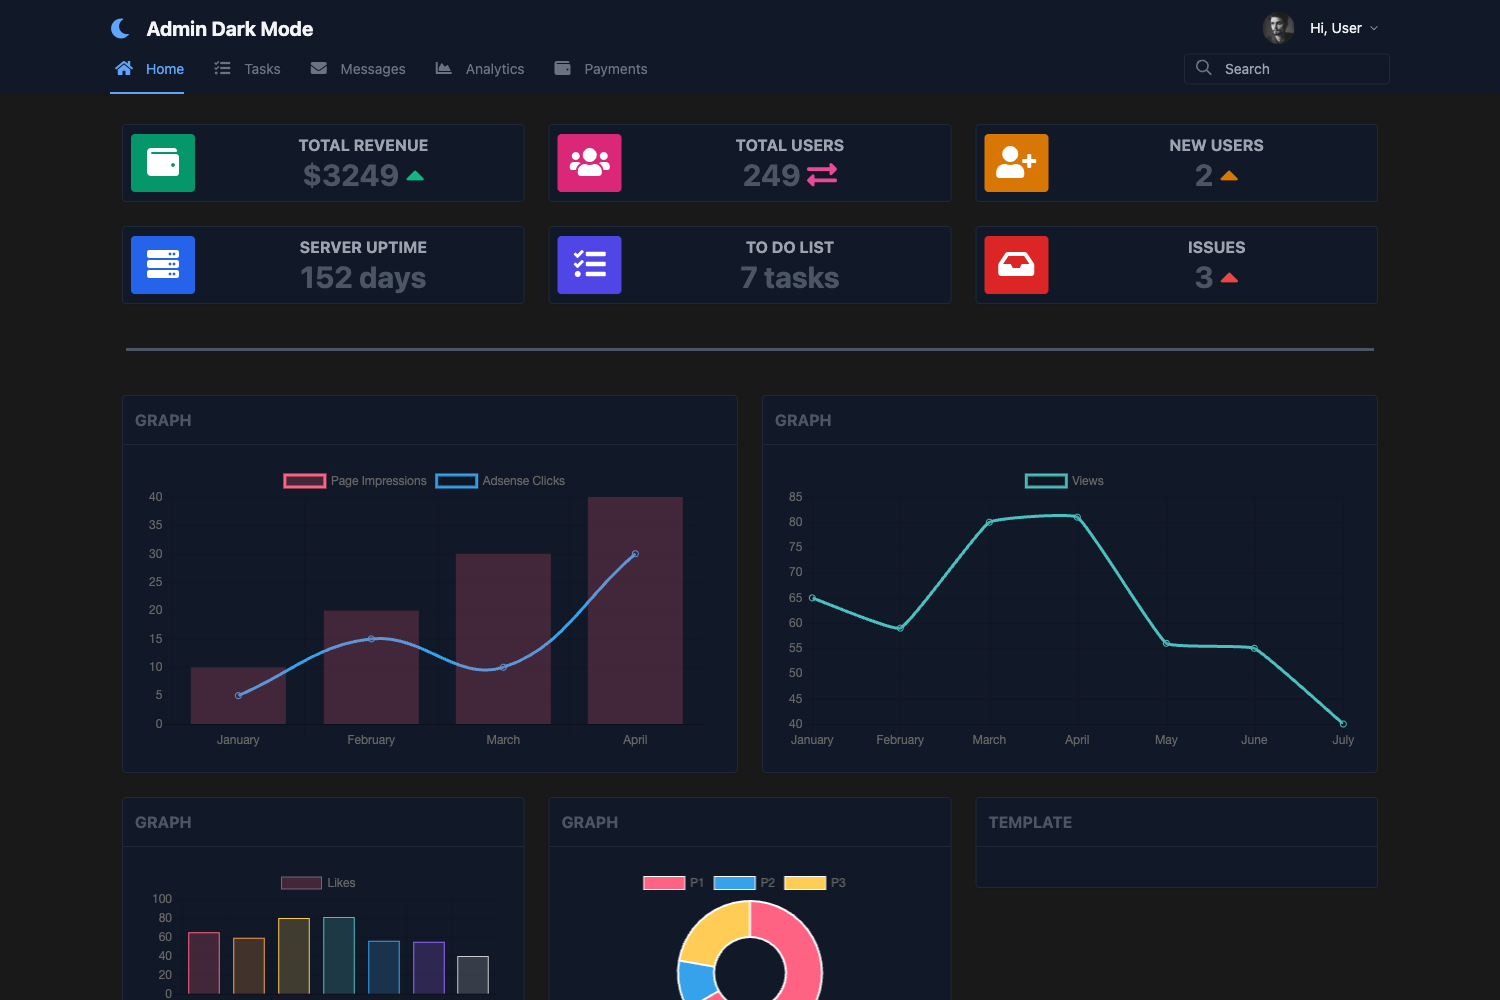 Admin Dark Mode
Hi, User
Home Tasks Messages Analytics Payments
Search
TOTAL REVENUE
$3249
TOTAL USERS
249
NEW USERS
2
SERVER UPTIME
152 days
TO DO LIST
7 tasks
ISSUES
3
GRAPH
Page Impressions Adsense Clicks
40
35
30
25
20
15
10
5
0
January February March April
GRAPH
Views
85
80
75
70
65
60
55
50
45
40
January February March April May June July
GRAPH
Likes
100
80
60
40
20
0
GRAPH
P1 P2 P3
TEMPLATE